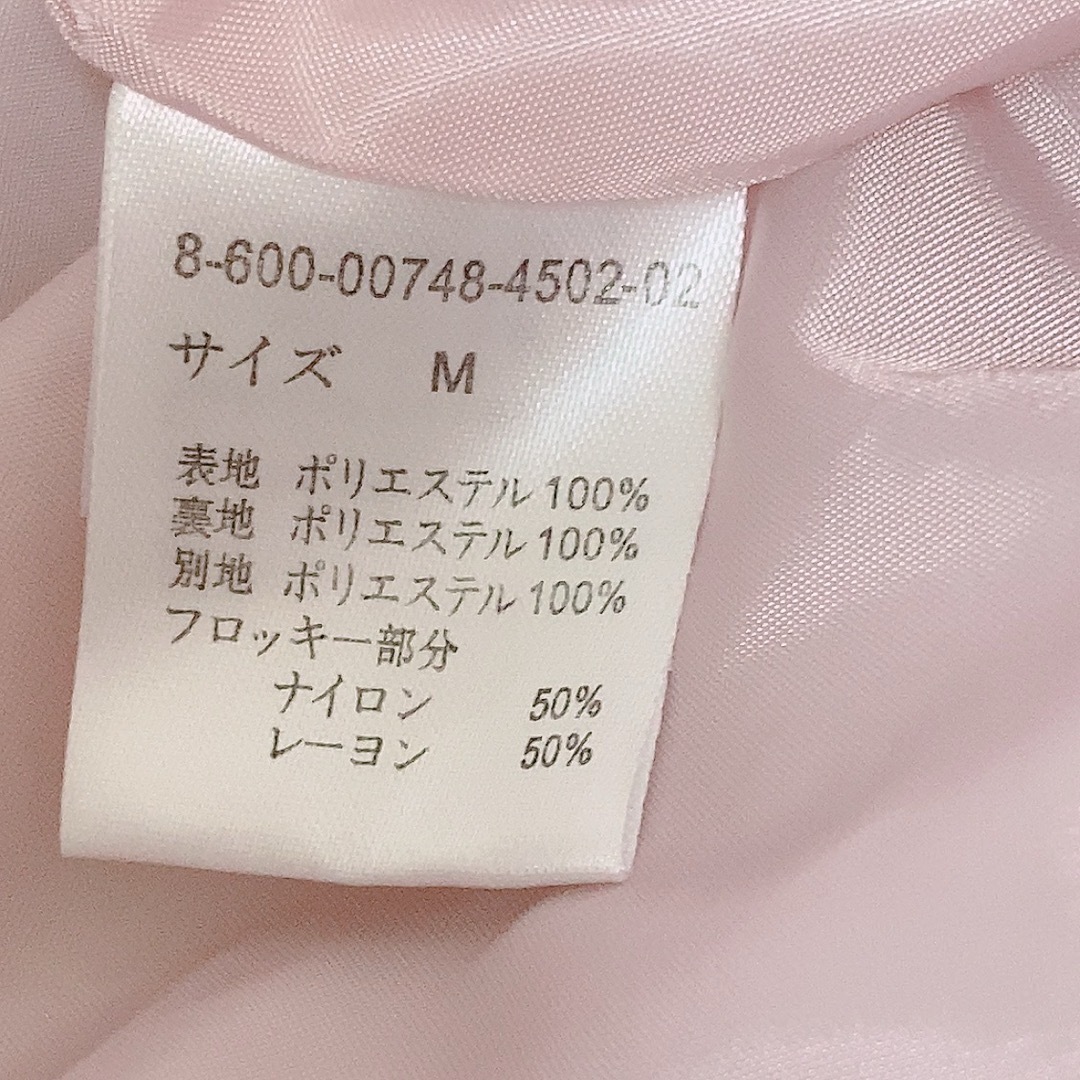 8-600-00748-4502-02
サイズ M
表地 ポリエステル 100%
裏地 ポリエステル 100%
別地 ポリエステル 100%
フロッキー部分
ナイロン 50%
レーヨン 50%